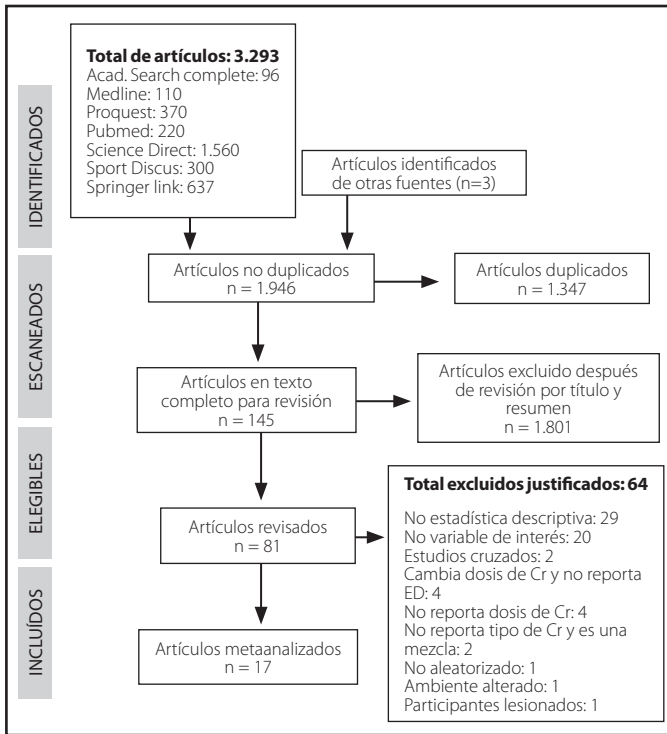 IDENTIFICADOS
Total de artículos: 3.293
Acad. Search complete: 96
Medline: 110
Proquest: 370
Pubmed: 220
Science Direct: 1.560
Sport Discus: 300
Springer link: 637
Artículos identificados
de otras fuentes (n=3)
ESCANEADOS
Artículos no duplicados
n = 1.946
Artículos duplicados
n = 1.347
Artículos en texto
completo para revisión
n = 145
Artículos excluido después
de revisión por título y
resumen
n = 1.801
ELEGIBLES
Artículos revisados
n = 81
Total excluidos justificados: 64
No estadística descriptiva: 29
No variable de interés: 20
Estudios cruzados: 2
Cambia dosis de Cr y no reporta
ED: 4
No reporta dosis de Cr: 4
No reporta tipo de Cr y es una
mezcla: 2
No aleatorizado: 1
Ambiente alterado: 1
Participantes lesionados: 1
INCLUÍDOS
Artículos metaanalizados
n = 17